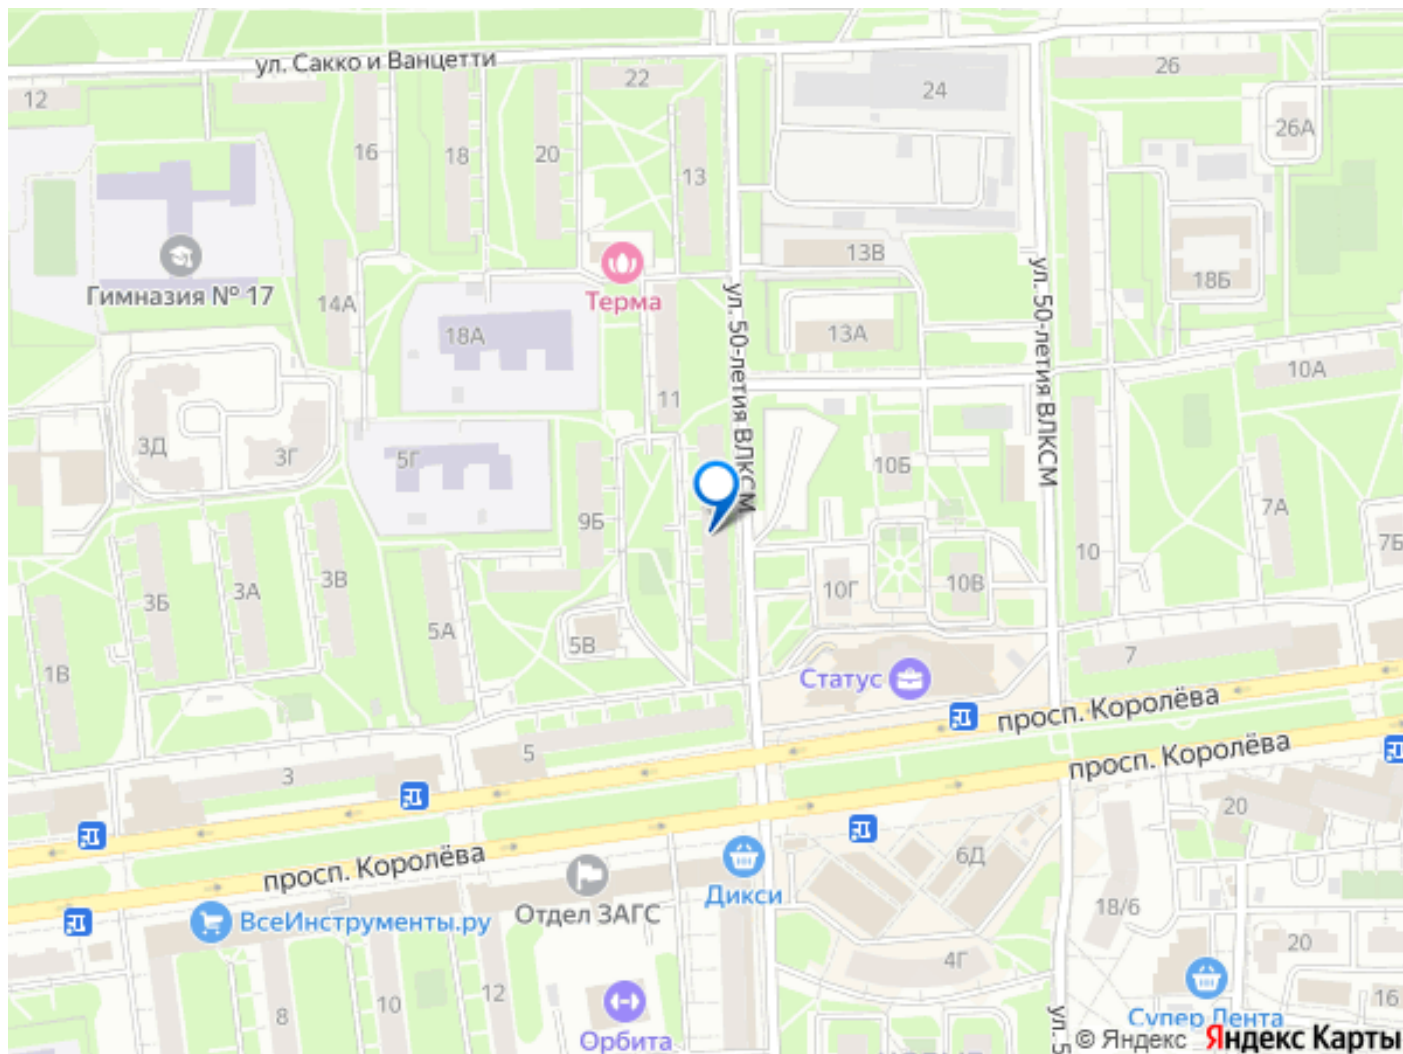 ул. Сакко и Ванцетти
22
24
26
12
26А
16
18
20
13
13В
18Б
Гимназия № 17
14А
Терма
ул. 50-летия ВЛКСМ
ул. 50-летия ВЛКСМ
18А
13А
10А
11
3Д
3Г
5Г
10Б
9Б
7А
7Б
10
3Б
3А
3В
10Г
10В
5А
5В
1В
7
Статус
просп. Королёва
просп. Королёва
5
3
20
просп. Королёва
6Д
Дикси
Отдел ЗАГС
ВсеИнструменты.ру
18/6
20
4Г
8
10
12
16
Орбита
Супер Лента
ул. 5
© Яндекс Яндекс Карты